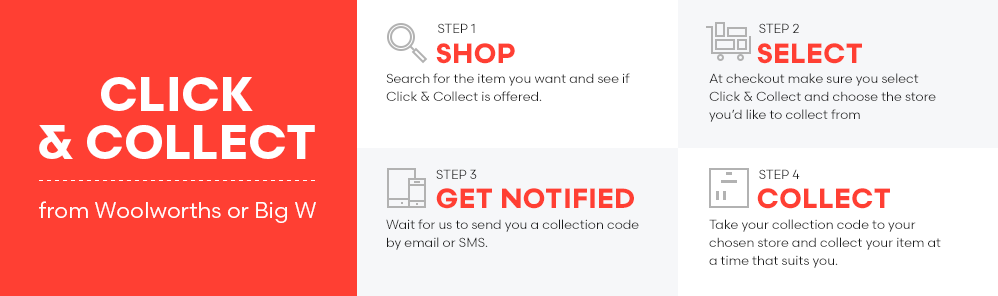 CLICK
& COLLECT
from Woolworths or Big W
STEP 1
SHOP
Search for the item you want and see if
Click & Collect is offered.
STEP 2
SELECT
At checkout make sure you select
Click & Collect and choose the store
you'd like to collect from
STEP 3
GET NOTIFIED
Wait for us to send you a collection code
by email or SMS.
STEP 4
COLLECT
Take your collection code to your
chosen store and collect your item at
a time that suits you.